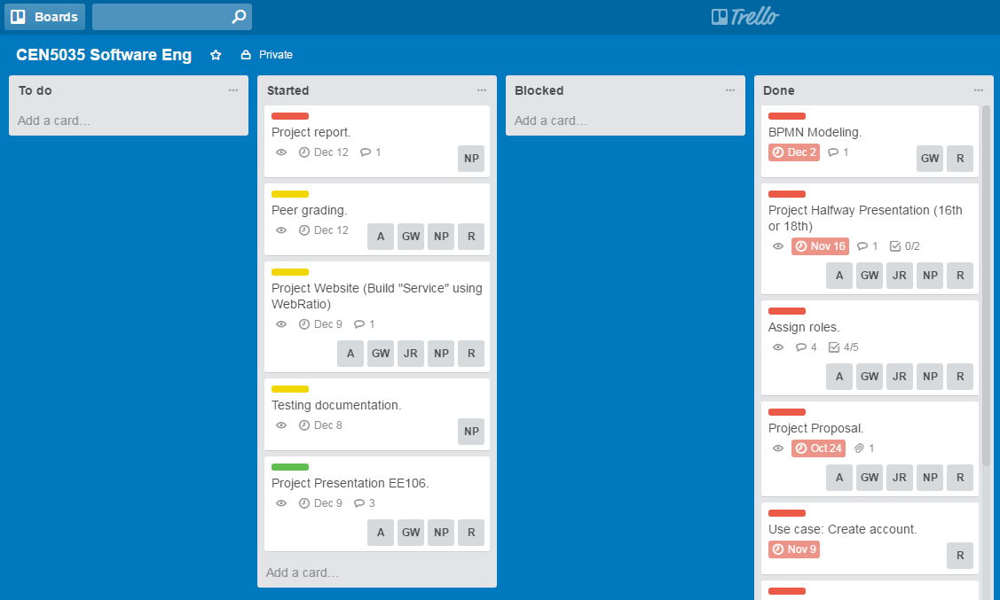 Boards
Trello
CEN5035 Software Eng
Private
To do
Add a card…
Started
Project report.
Dec 12 1
NP
Peer grading.
Dec 12
A GW NP R
Project Website (Build "Service" using
WebRatio)
Dec 9 1
A GW JR NP R
Testing documentation.
Dec 8
NP
Project Presentation EE106.
Dec 9 3
A GW NP R
Add a card…
Blocked
Add a card…
Done
BPMN Modeling.
Dec 2 1
GW R
Project Halfway Presentation (16th
or 18th)
Nov 16 1 0/2
A GW JR NP R
Assign roles.
4 4/5
A GW JR NP R
Project Proposal.
Oct 24 1
A GW JR NP R
Use case: Create account.
Nov 9
R